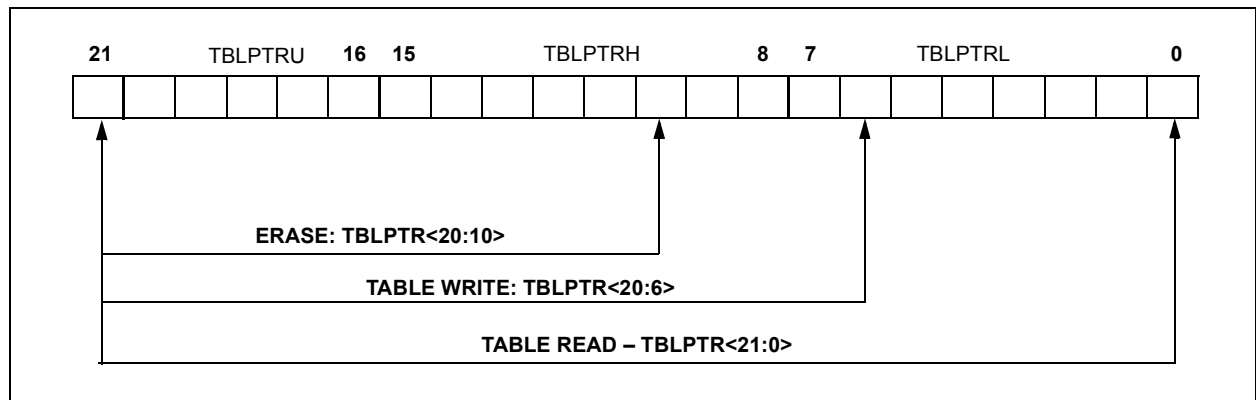 21 TBLPTRU 16 15 TBLPTRH 8 7 TBLPTRL 0
ERASE: TBLPTR<20:10>
TABLE WRITE: TBLPTR<20:6>
TABLE READ – TBLPTR<21:0>